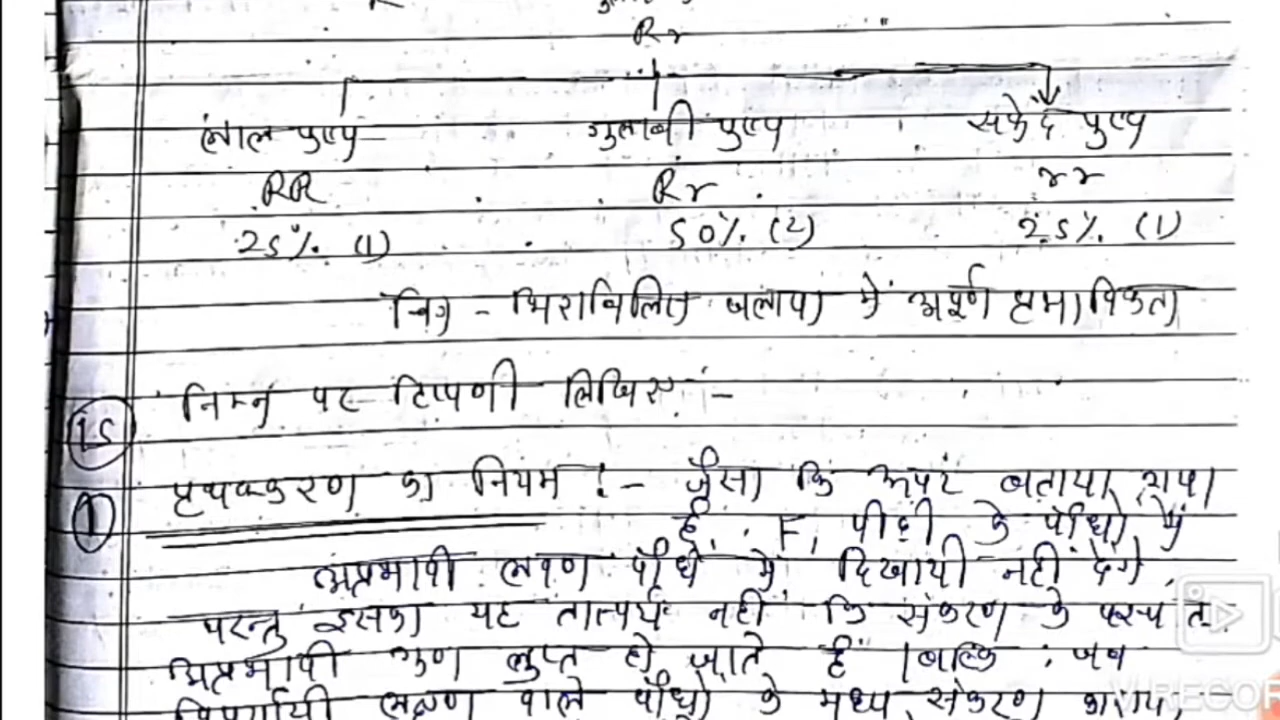 Rr
लाल पुष्प गुलाबी पुष्प सफेद पुष्प
RR Rr rr
25% (1) 50% (2) 25% (1)
चित्र - मिराबिलिस जलापा में अपूर्ण प्रभाविकता
निम्न पर टिप्पणी लिखिए :-
15
1 पृथक्करण का नियम :- जैसा कि ऊपर बताया गया
है, F1 पीढ़ी के पौधों में
अप्रभावी लक्षण पौधे में दिखायी नहीं देंगे,
परन्तु इसका यह तात्पर्य नहीं कि संकरण के पश्चात
अप्रभावी गुण लुप्त हो जाते हैं । बल्कि जब
विपर्यायी लक्षण वाले पौधों के मध्य संकरण कराया